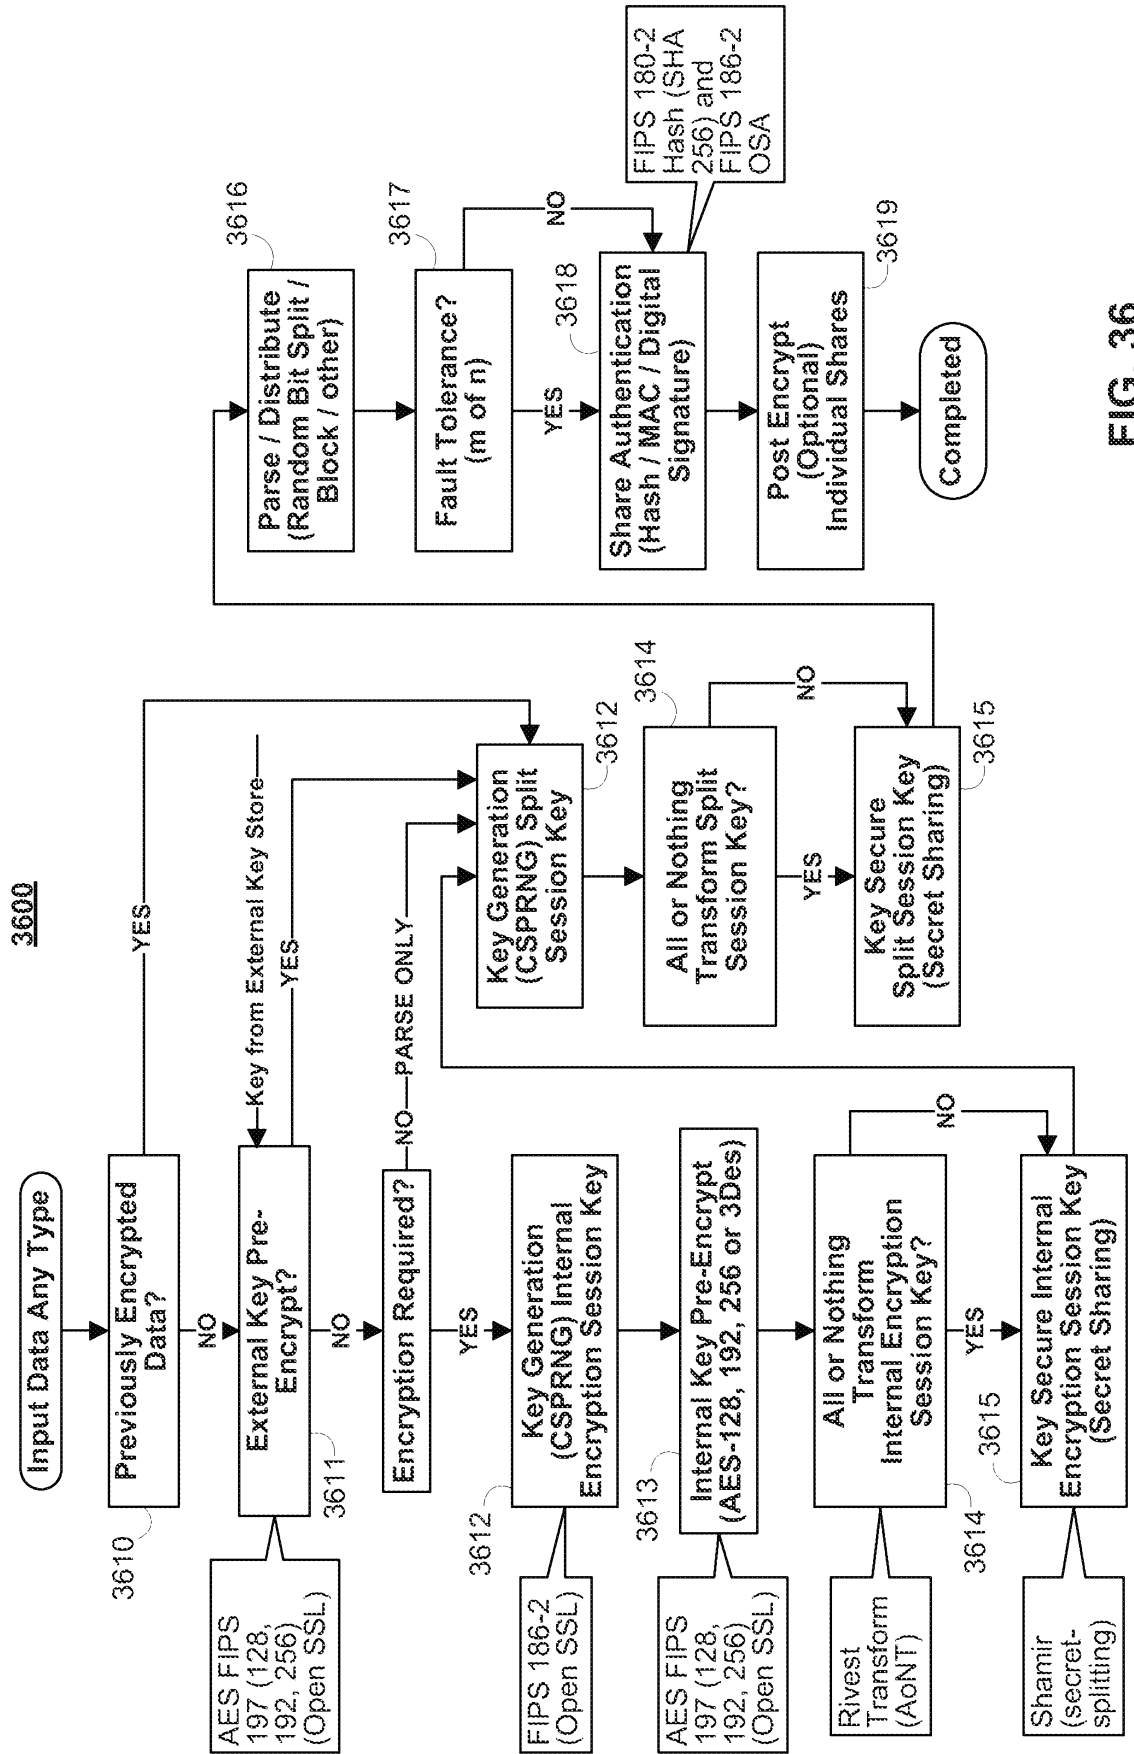 3600
Input Data Any Type
Previously Encrypted
Data?
3610
YES
NO
Key from External Key Store
External Key Pre-
Encrypt?
3611
AES FIPS
197 (128,
192, 256)
(Open SSL)
YES
NO
Encryption Required?
NO
PARSE ONLY
YES
Key Generation
(CSPRNG) Internal
Encryption Session Key
3612
FIPS 186-2
(Open SSL)
Internal Key Pre-Encrypt
(AES-128, 192, 256 or 3Des)
3613
AES FIPS
197 (128,
192, 256)
(Open SSL)
All or Nothing
Transform
Internal Encryption
Session Key?
3614
Rivest
Transform
(AoNT)
NO
YES
Key Secure Internal
Encryption Session Key
(Secret Sharing)
3615
Shamir
(secret-
splitting)
Key Generation
(CSPRNG) Split
Session Key
3612
All or Nothing
Transform Split
Session Key?
3614
NO
YES
Key Secure
Split Session Key
(Secret Sharing)
3615
Parse / Distribute
(Random Bit Split /
Block / other)
3616
Fault Tolerance?
(m of n)
3617
NO
YES
Share Authentication
(Hash / MAC / Digital
Signature)
3618
FIPS 180-2
Hash (SHA
256) and
FIPS 186-2
OSA
Post Encrypt
(Optional)
Individual Shares
3619
Completed
FIG. 36